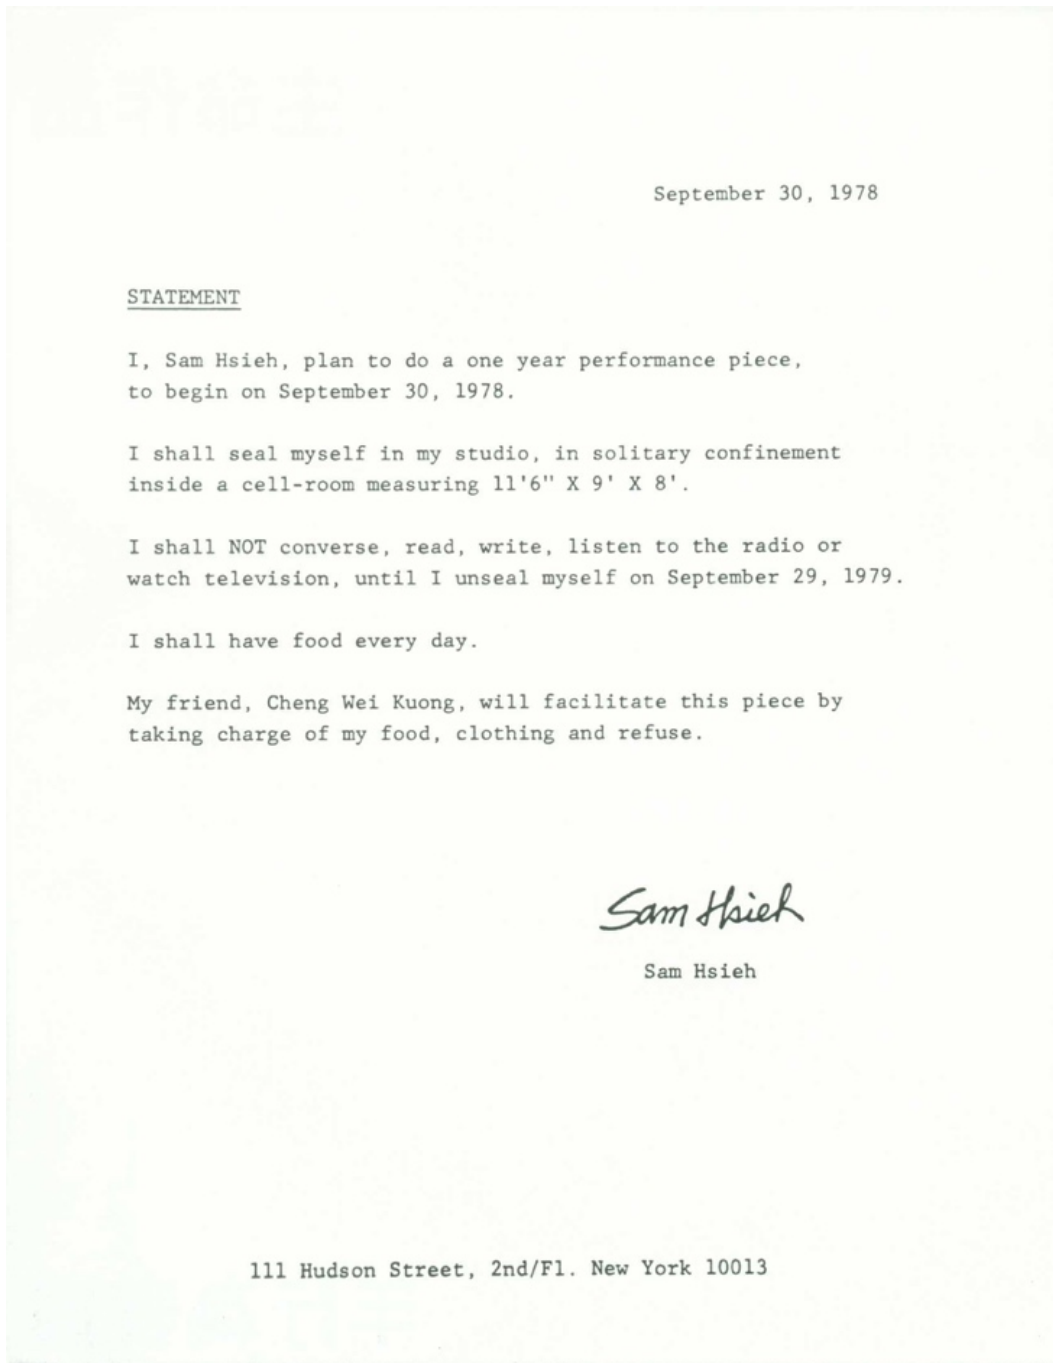 September 30, 1978
STATEMENT
I, Sam Hsieh, plan to do a one year performance piece,
to begin on September 30, 1978.
I shall seal myself in my studio, in solitary confinement
inside a cell-room measuring 11'6" X 9' X 8'.
I shall NOT converse, read, write, listen to the radio or
watch television, until I unseal myself on September 29, 1979.
I shall have food every day.
My friend, Cheng Wei Kuong, will facilitate this piece by
taking charge of my food, clothing and refuse.
Sam Hsieh
Sam Hsieh
111 Hudson Street, 2nd/Fl. New York 10013